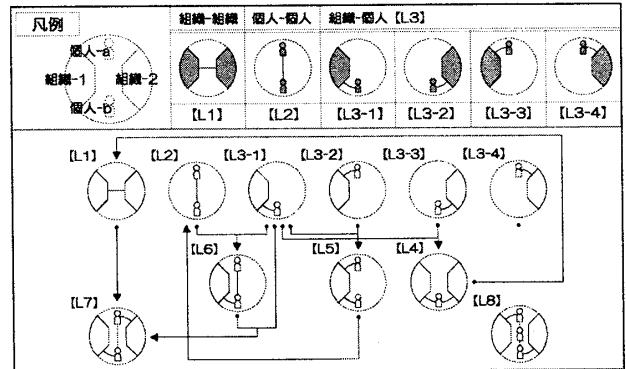 凡例
組織-組織 個人-個人 組織-個人【L3】
個人-a
組織-1 組織-2
個人-b
【L1】 【L2】 【L3-1】 【L3-2】 【L3-3】 【L3-4】
【L1】 【L2】 【L3-1】 【L3-2】 【L3-3】 【L3-4】
【L6】 【L5】 【L4】
【L7】 【L8】